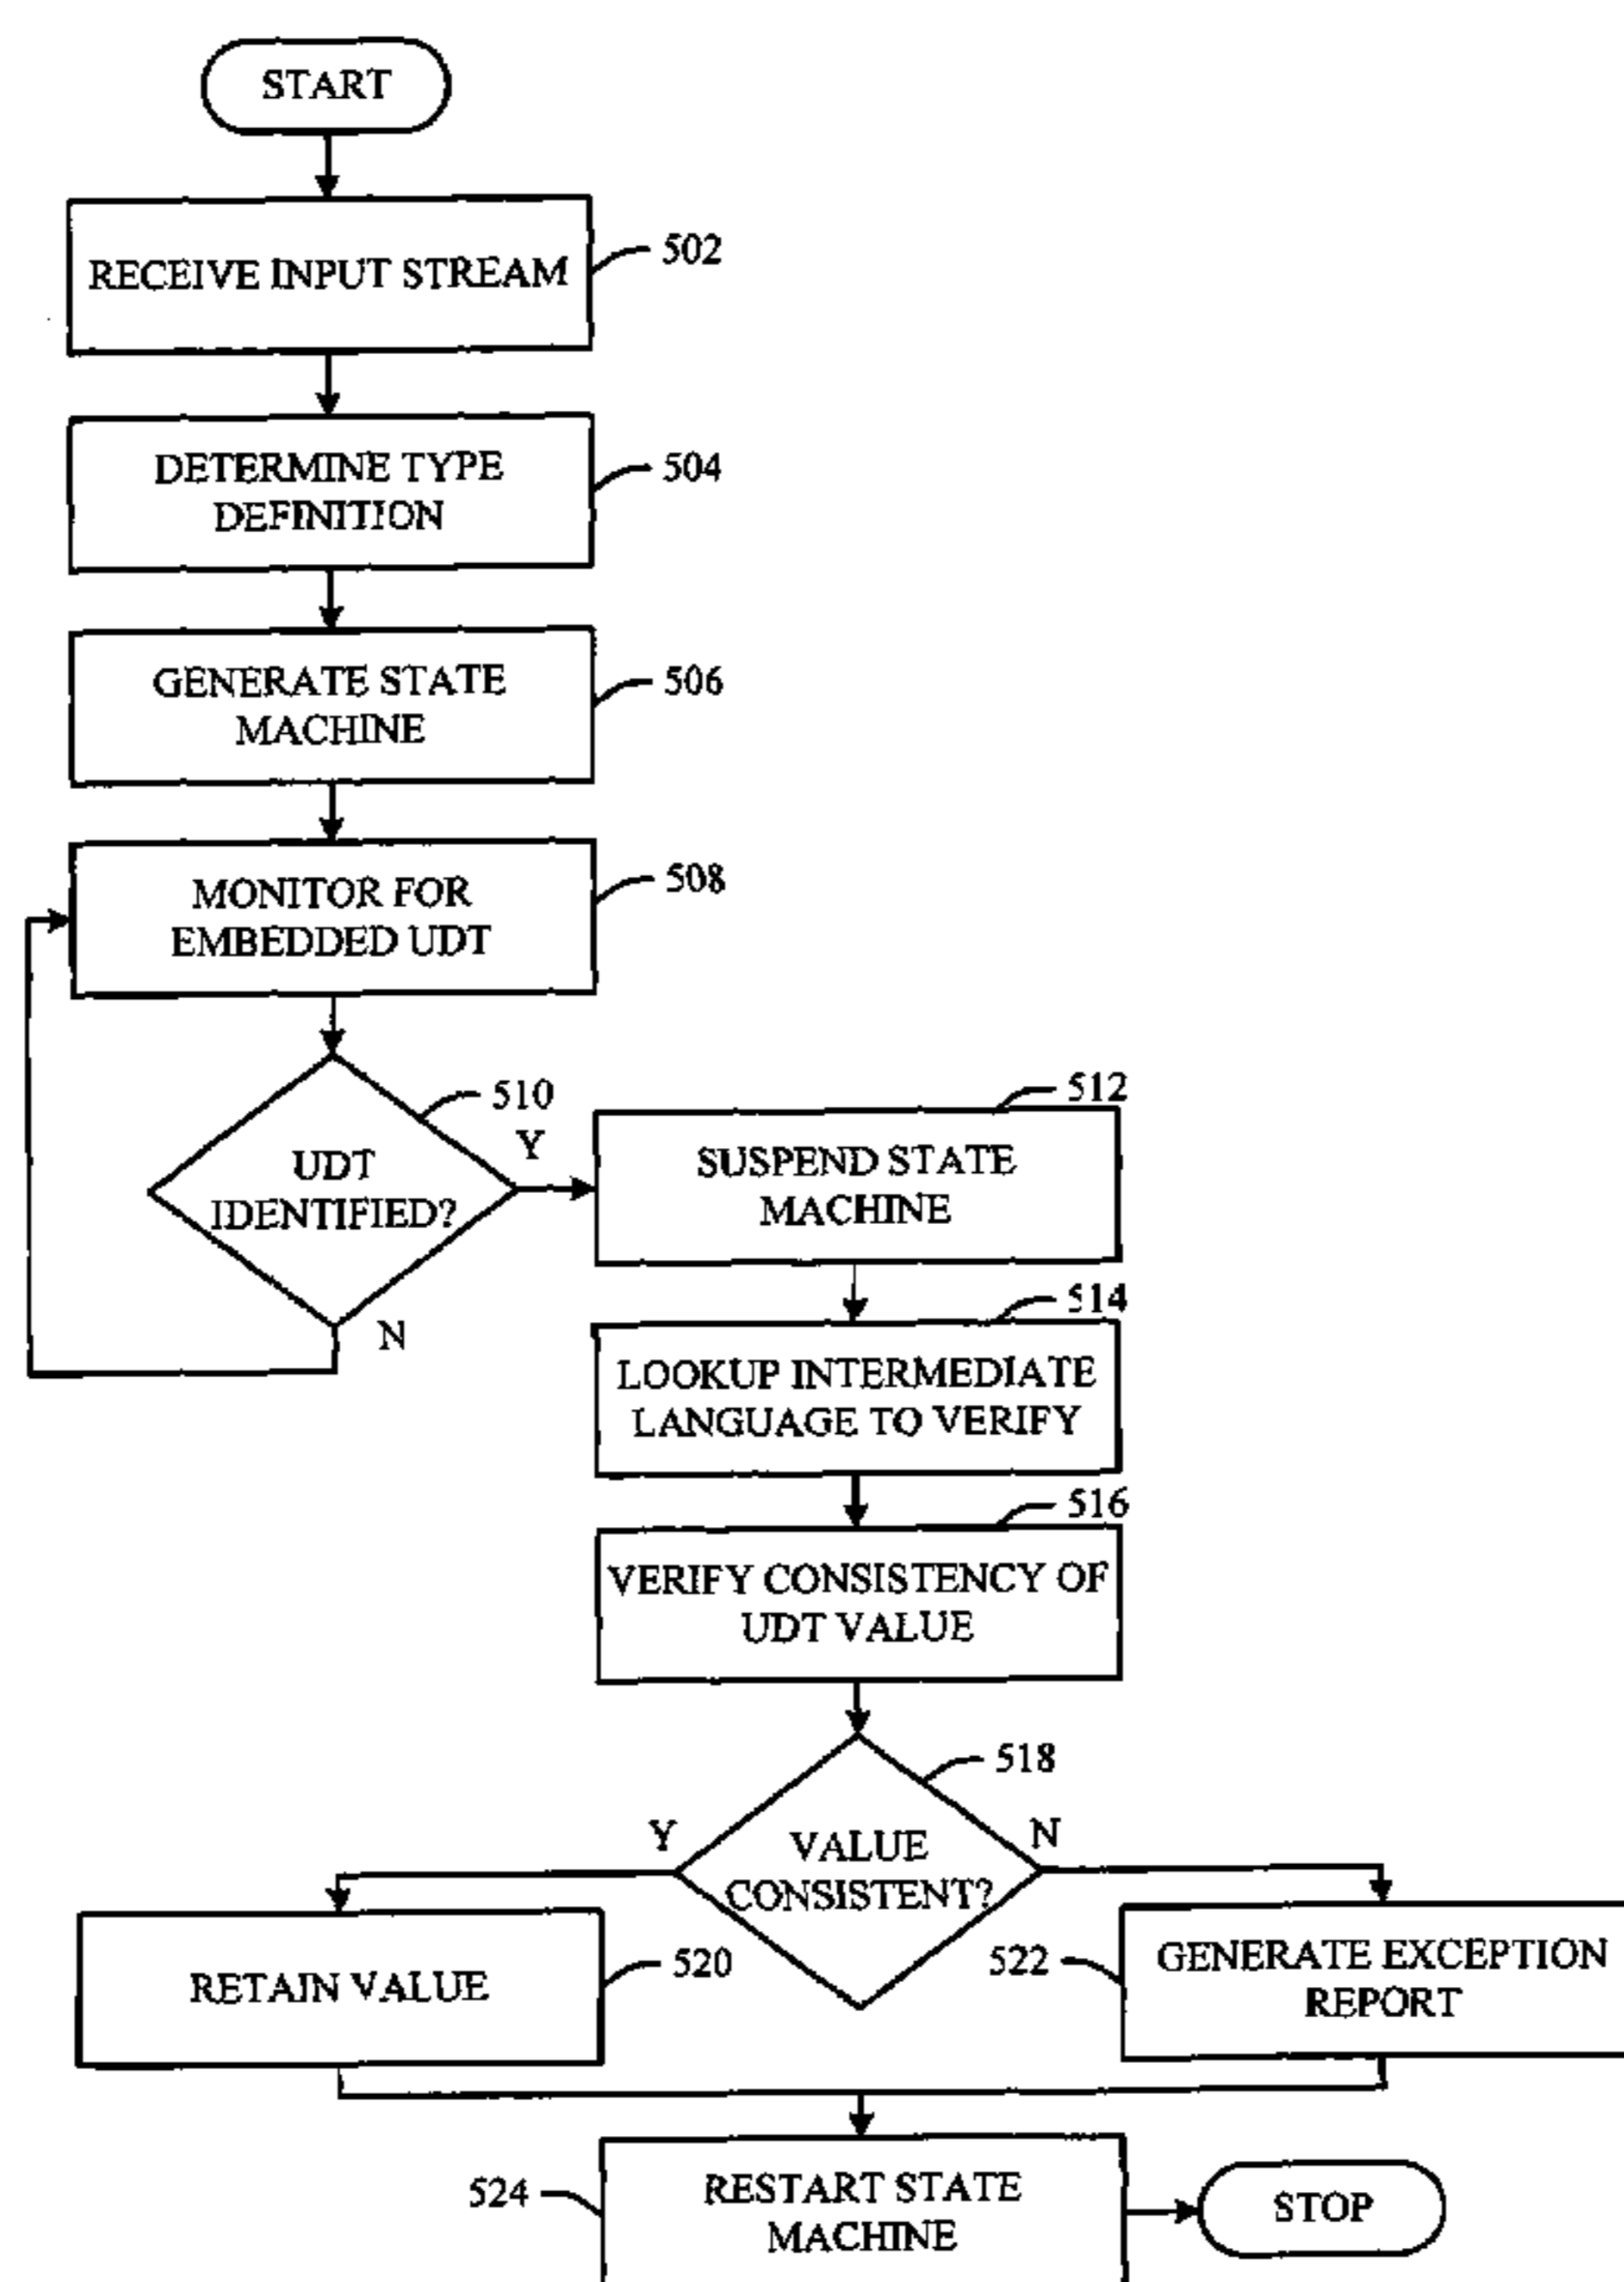 START
RECEIVE INPUT STREAM
502
DETERMINE TYPE
DEFINITION
504
GENERATE STATE
MACHINE
506
MONITOR FOR
EMBEDDED UDT
508
UDT
IDENTIFIED?
510
Y
N
SUSPEND STATE
MACHINE
512
LOOKUP INTERMEDIATE
LANGUAGE TO VERIFY
514
VERIFY CONSISTENCY OF
UDT VALUE
516
VALUE
CONSISTENT?
518
Y
N
RETAIN VALUE
520
522
GENERATE EXCEPTION
REPORT
524
RESTART STATE
MACHINE
STOP